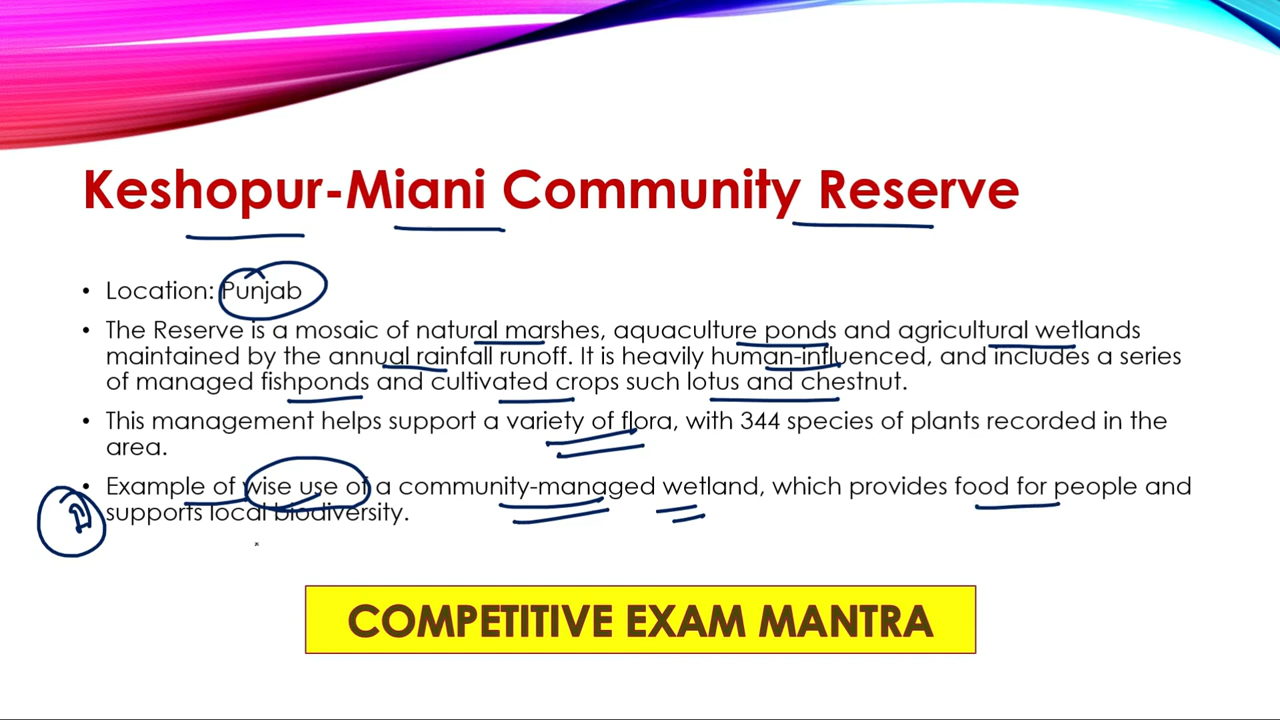 Keshopur-Miani Community Reserve
• Location: Punjab
• The Reserve is a mosaic of natural marshes, aquaculture ponds and agricultural wetlands
maintained by the annual rainfall runoff. It is heavily human-influenced, and includes a series
of managed fishponds and cultivated crops such lotus and chestnut.
• This management helps support a variety of flora, with 344 species of plants recorded in the
area.
• Example of wise use of a community-managed wetland, which provides food for people and
supports local biodiversity.
COMPETITIVE EXAM MANTRA